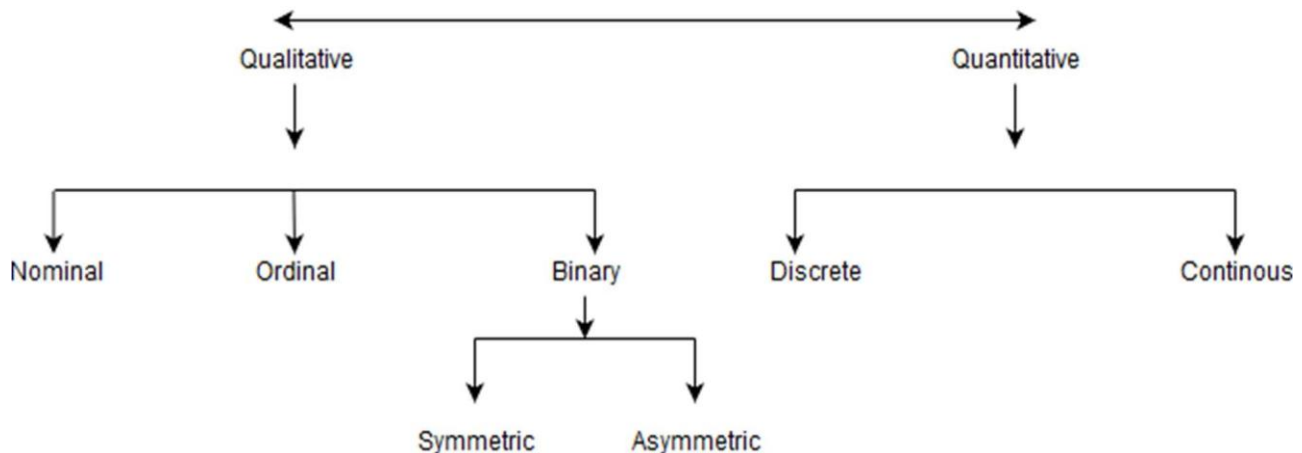 Qualitative Quantitative
Nominal Ordinal Binary Discrete Continous
Symmetric Asymmetric